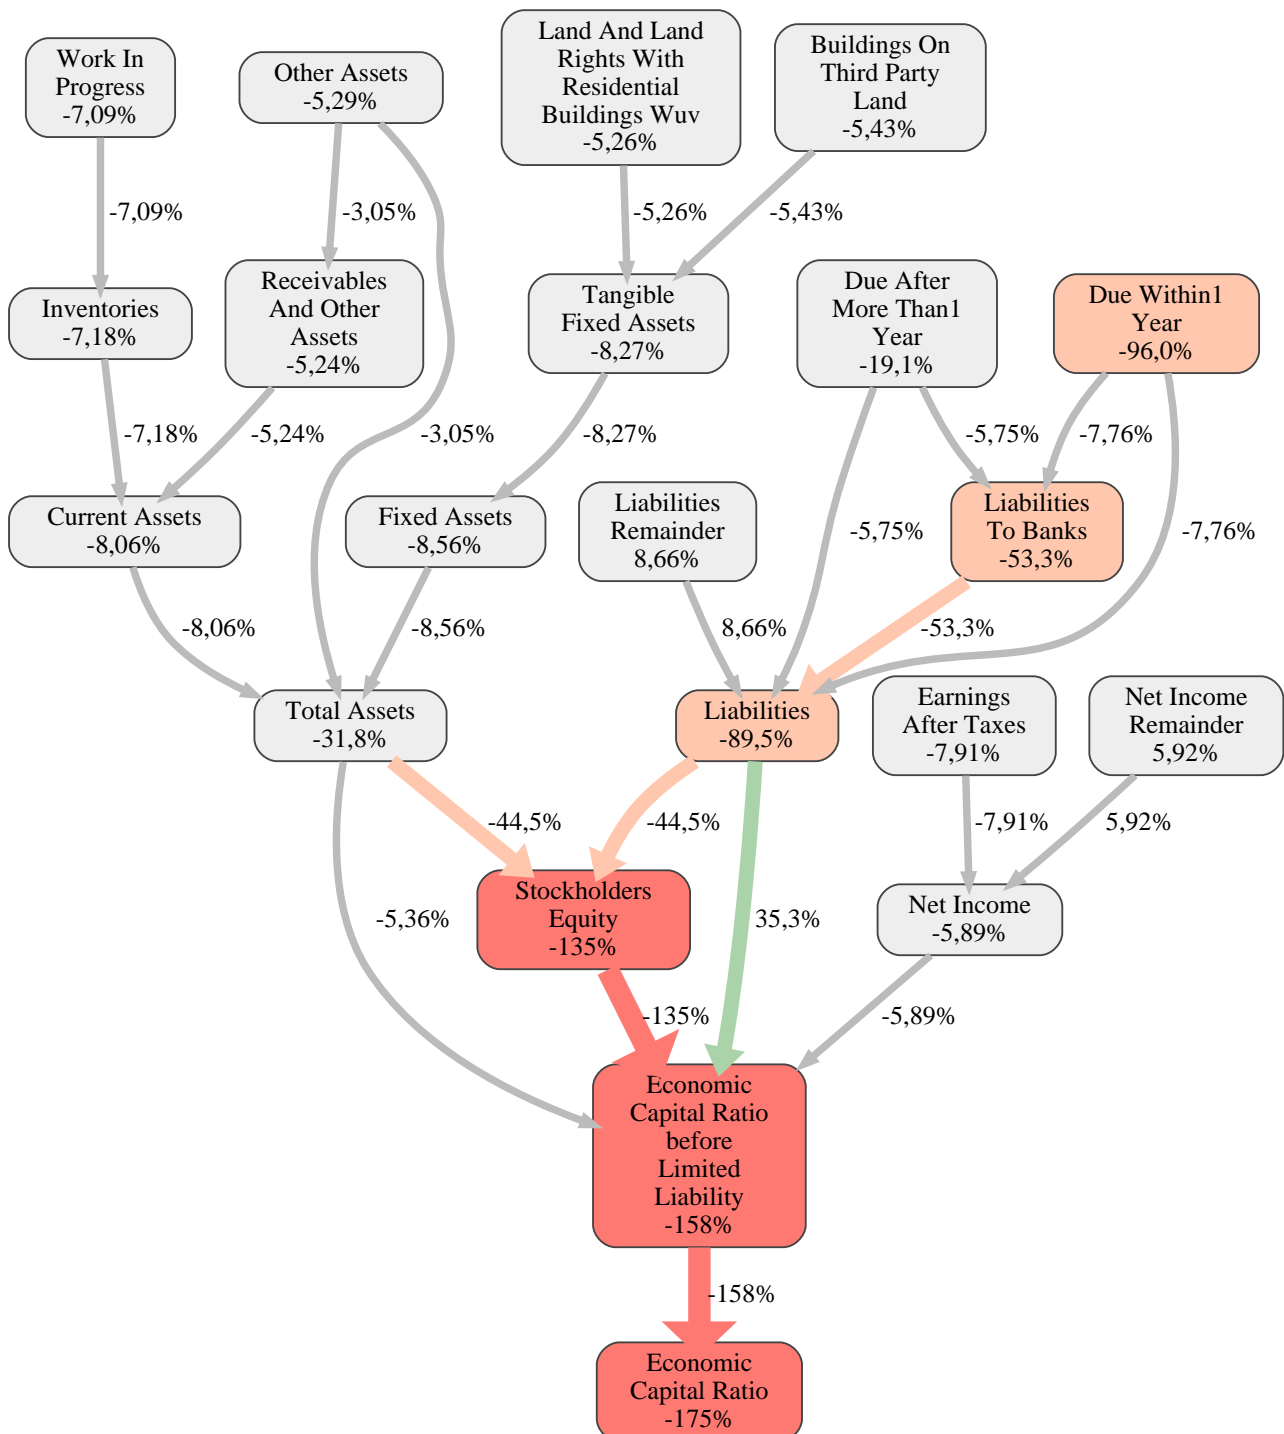 Work In
Progress
-7,09%
Other Assets
-5,29%
Land And Land
Rights With
Residential
Buildings Wuv
-5,26%
Buildings On
Third Party
Land
-5,43%
-7,09%
-3,05%
-5,26%
-5,43%
Inventories
-7,18%
Receivables
And Other
Assets
-5,24%
Tangible
Fixed Assets
-8,27%
Due After
More Than1
Year
-19,1%
Due Within1
Year
-96,0%
-7,18%
-5,24%
-3,05%
-8,27%
-5,75%
-7,76%
Current Assets
-8,06%
Fixed Assets
-8,56%
Liabilities
Remainder
8,66%
-5,75%
Liabilities
To Banks
-53,3%
-7,76%
-8,06%
-8,56%
8,66%
-53,3%
Total Assets
-31,8%
Liabilities
-89,5%
Earnings
After Taxes
-7,91%
Net Income
Remainder
5,92%
-44,5%
-44,5%
-7,91%
5,92%
-5,36%
Stockholders
Equity
-135%
35,3%
Net Income
-5,89%
-135%
-5,89%
Economic
Capital Ratio
before
Limited
Liability
-158%
-158%
Economic
Capital Ratio
-175%